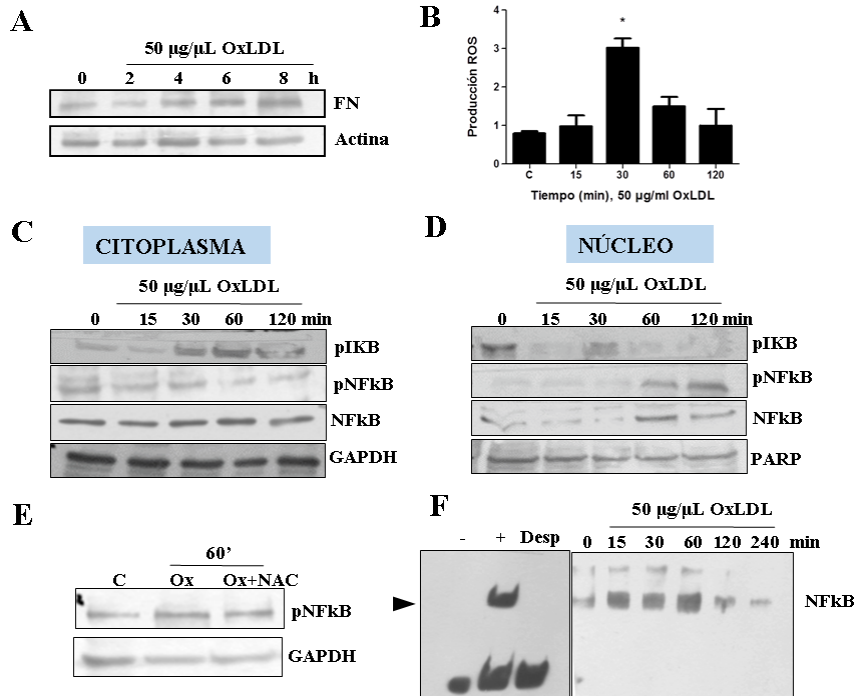 A
50 µg/µL OxLDL
0 2 4 6 8 h
FN
Actina
B
Producción ROS
4
3
2
1
0
*
C 15 30 60 120
Tiempo (min), 50 µg/ml OxLDL
C
CITOPLASMA
50 µg/µL OxLDL
0 15 30 60 120 min
pIKB
pNFkB
NFkB
GAPDH
D
NÚCLEO
50 µg/µL OxLDL
0 15 30 60 120 min
pIKB
pNFkB
NFkB
PARP
E
60’
C Ox Ox+NAC
pNFkB
GAPDH
F
50 µg/µL OxLDL
- + Desp 0 15 30 60 120 240 min
NFkB